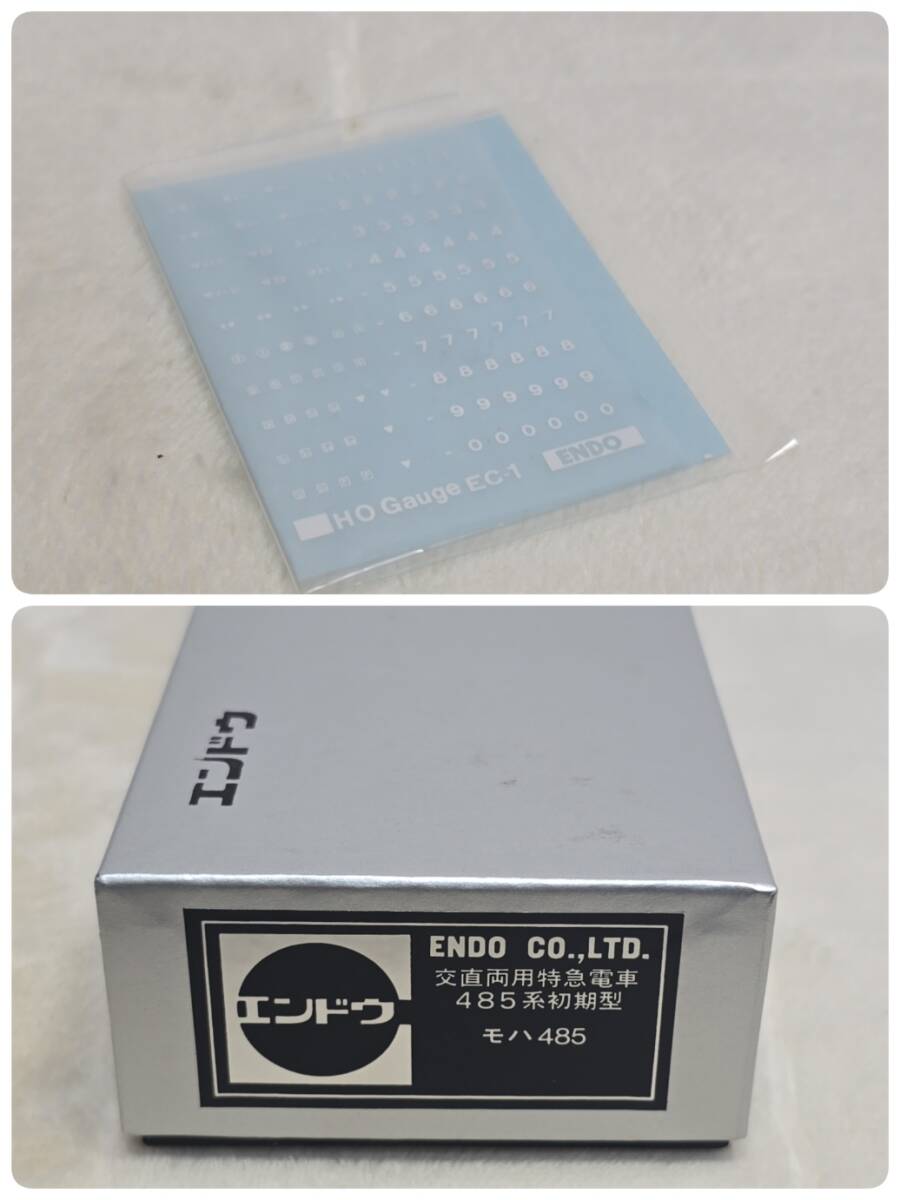 3 3 3 3 3 3
4 4 4 4 4 4
- 5 5 5 5 5 5
- 6 6 6 6 6 6
- 7 7 7 7 7 7
▼ ▼ - 8 8 8 8 8 8
▼ - 9 9 9 9 9 9
▼ - 0 0 0 0 0 0
HO Gauge EC-1 ENDO
エンドウ
エンドウ
ENDO CO.,LTD.
交直両用特急電車
485系初期型
モハ485